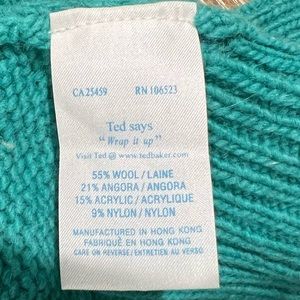 CA 25459 RN 106523
Ted says
"Wrap it up"
Visit Ted @ www.tedbaker.com
55% WOOL / LAINE
21% ANGORA / ANGORA
15% ACRYLIC / ACRYLIQUE
9% NYLON / NYLON
MANUFACTURED IN HONG KONG
FABRIQUÉ EN HONG KONG
CARE ON REVERSE / ENTRETIEN AU VERSO